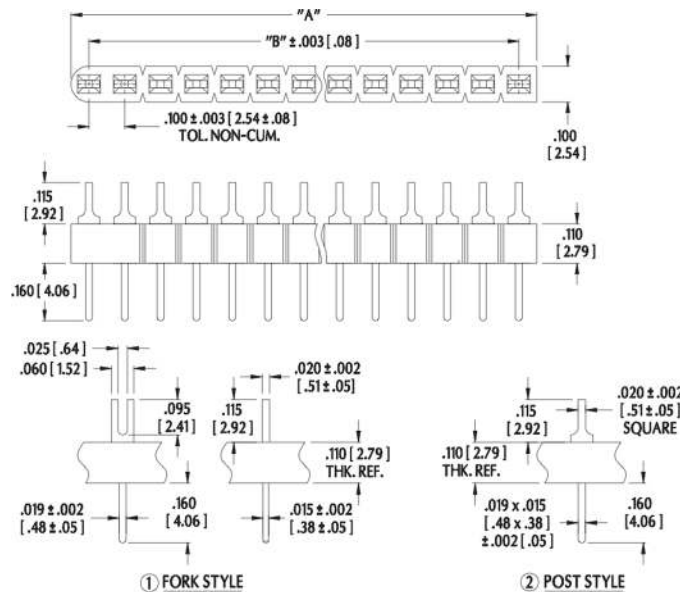 "A"
"B" ±.003 [.08]
.100 ±.003 [2.54 ±.08]
TOL. NON-CUM.
.100
[2.54]
.115
[2.92]
.110
[2.79]
.160 [4.06]
.025 [.64]
.060 [1.52]
.095
[2.41]
.020 ±.002
[.51 ±.05]
.115
[2.92]
.110 [2.79]
THK. REF.
.019 ±.002
[.48 ±.05]
.160
[4.06]
.015 ±.002
[.38 ±.05]
1 FORK STYLE
.020 ±.002
[.51 ±.05]
SQUARE
.115
[2.92]
.110 [2.79]
THK. REF.
.019 x .015
[.48 x .38]
±.002 [.05]
.160
[4.06]
2 POST STYLE